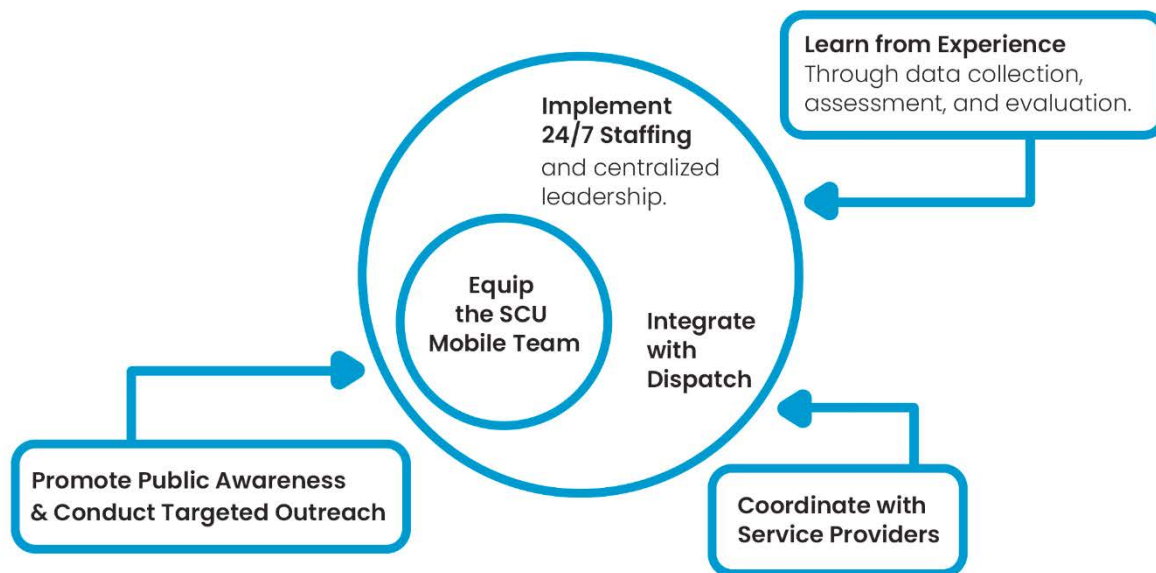 Learn from Experience
Through data collection,
assessment, and evaluation.
Implement
24/7 Staffing
and centralized
leadership.
Equip
the SCU
Mobile Team
Integrate
with
Dispatch
Promote Public Awareness
& Conduct Targeted Outreach
Coordinate with
Service Providers